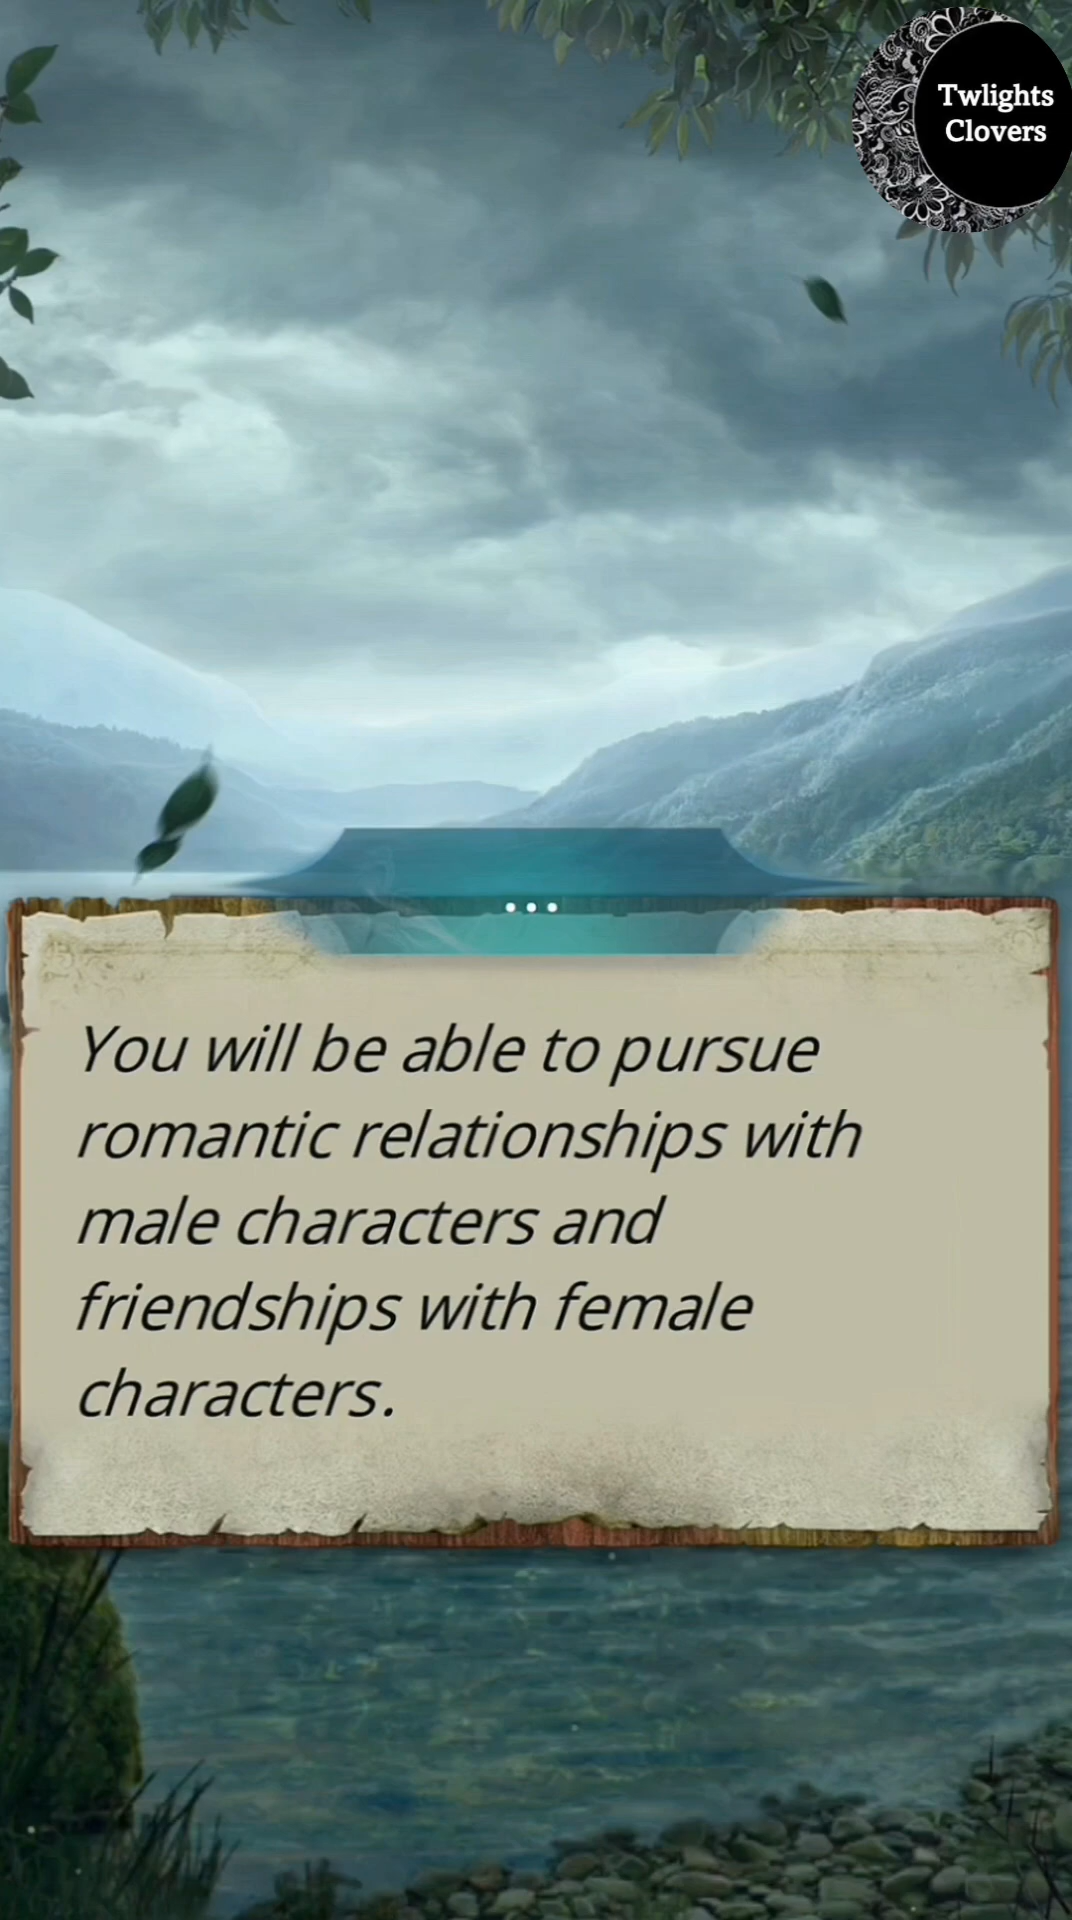 Twlights
Clovers
You will be able to pursue
romantic relationships with
male characters and
friendships with female
characters.